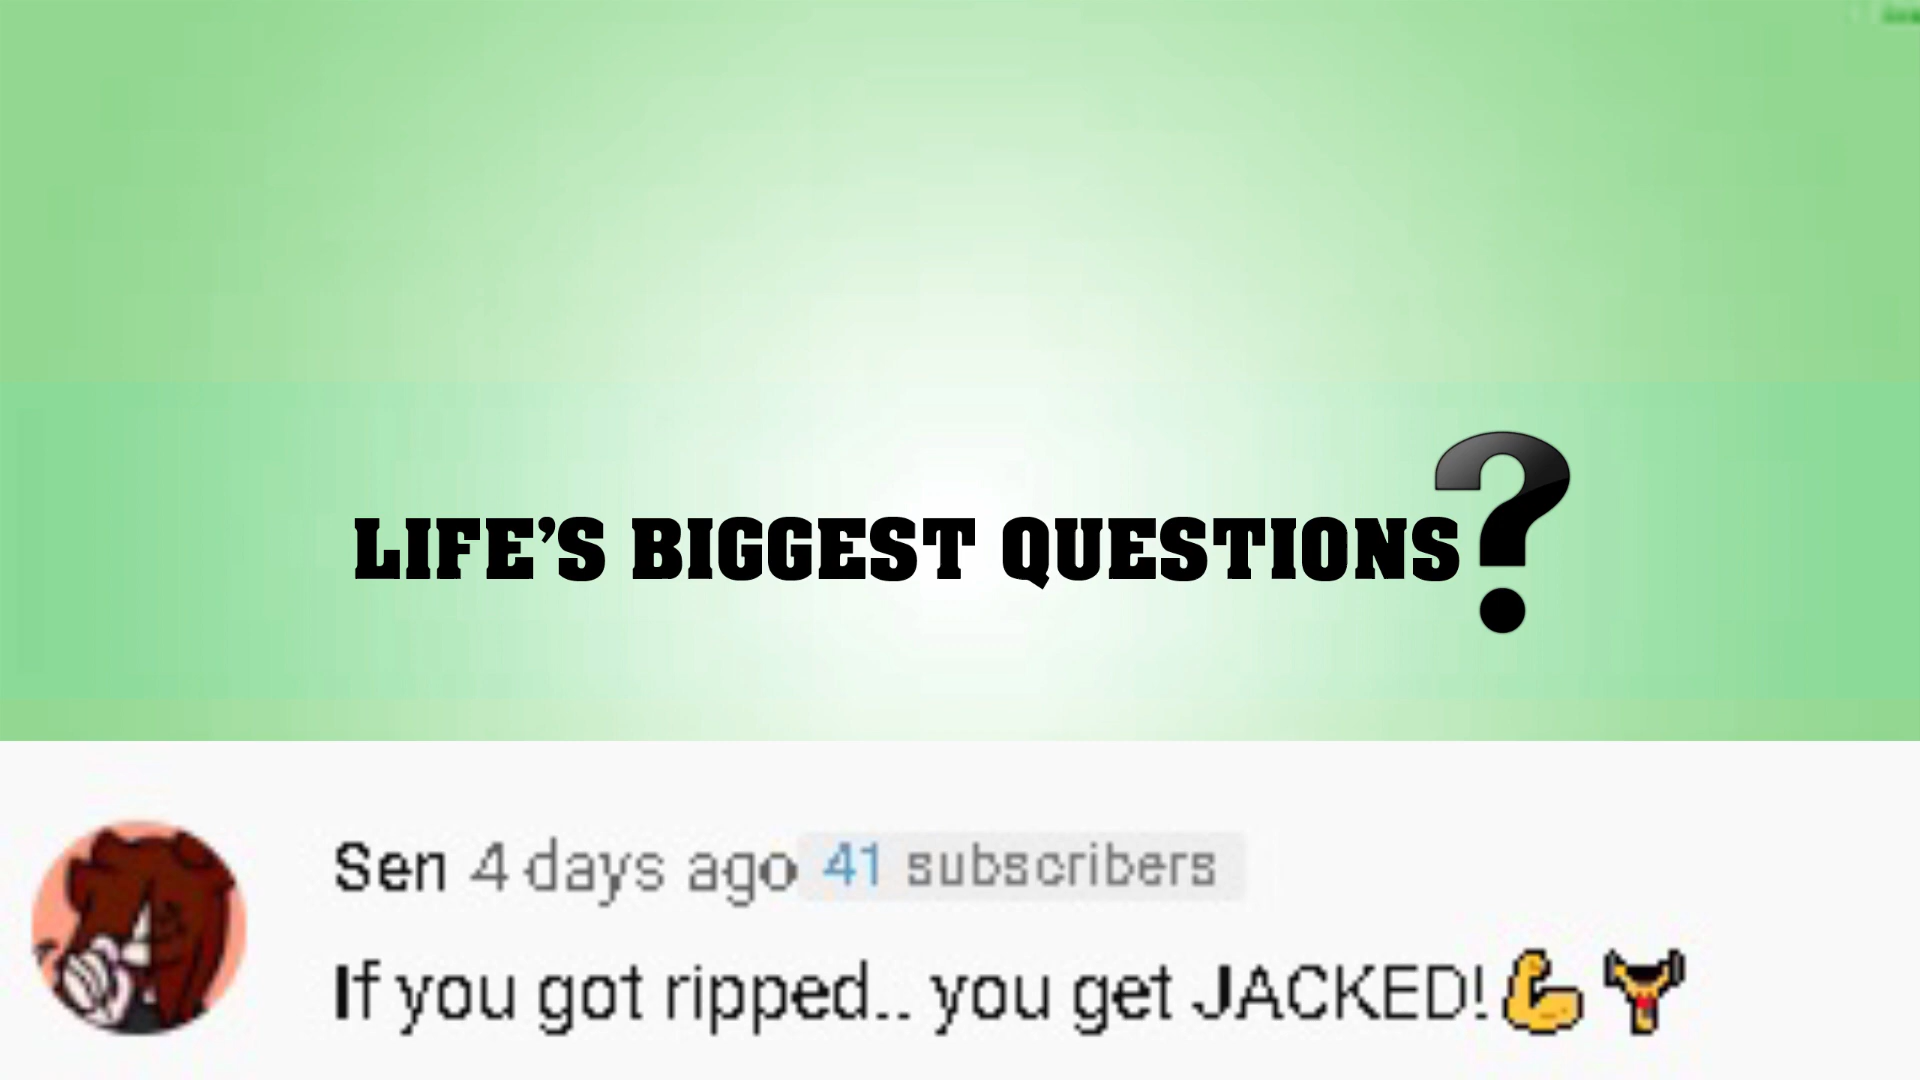 LIFE’S BIGGEST QUESTIONS?
Sen 4 days ago 41 subscribers
If you got ripped.. you get JACKED!💪